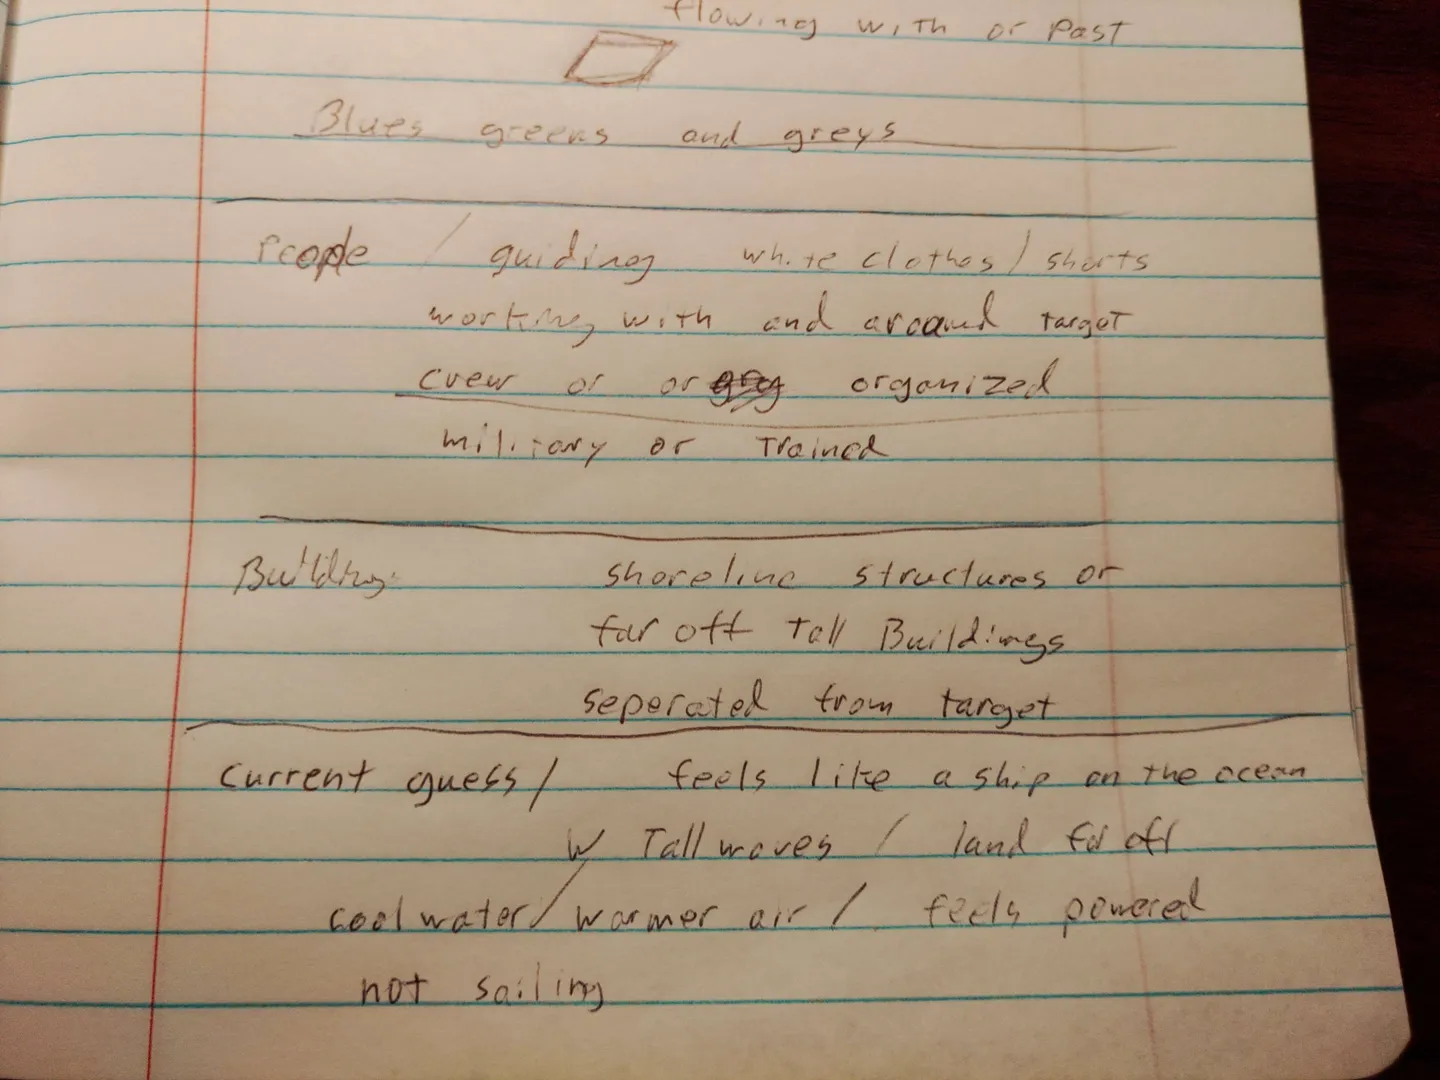 flowing with or past
Blues greens and greys
People / guiding white clothes / shorts
working with and around target
crew or or organized
military or Trained
Building shoreline structures or
far off Tall Buildings
seperated from target
Current guess / feels like a ship on the ocean
W Tall waves / land far off
cool water / warmer air / feels powered
not sailing